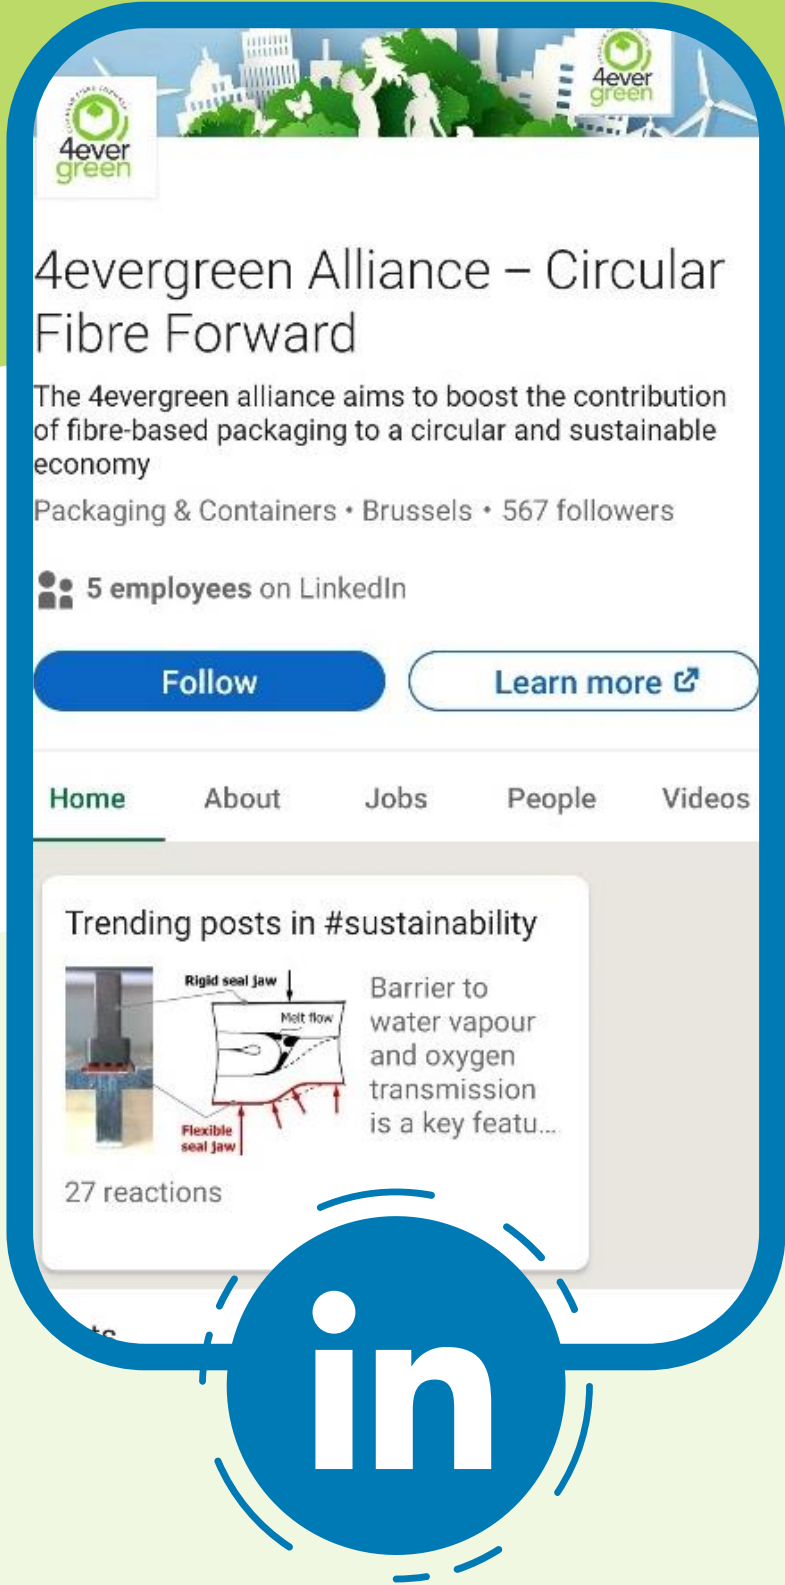 4ever
green
4ever
green
4evergreen Alliance – Circular
Fibre Forward
The 4evergreen alliance aims to boost the contribution
of fibre-based packaging to a circular and sustainable
economy
Packaging & Containers • Brussels • 567 followers
5 employees on LinkedIn
Follow
Learn more
Home About Jobs People Videos
Trending posts in #sustainability
Rigid seal jaw
Melt flow
Flexible
seal jaw
Barrier to
water vapour
and oxygen
transmission
is a key featu...
27 reactions
in